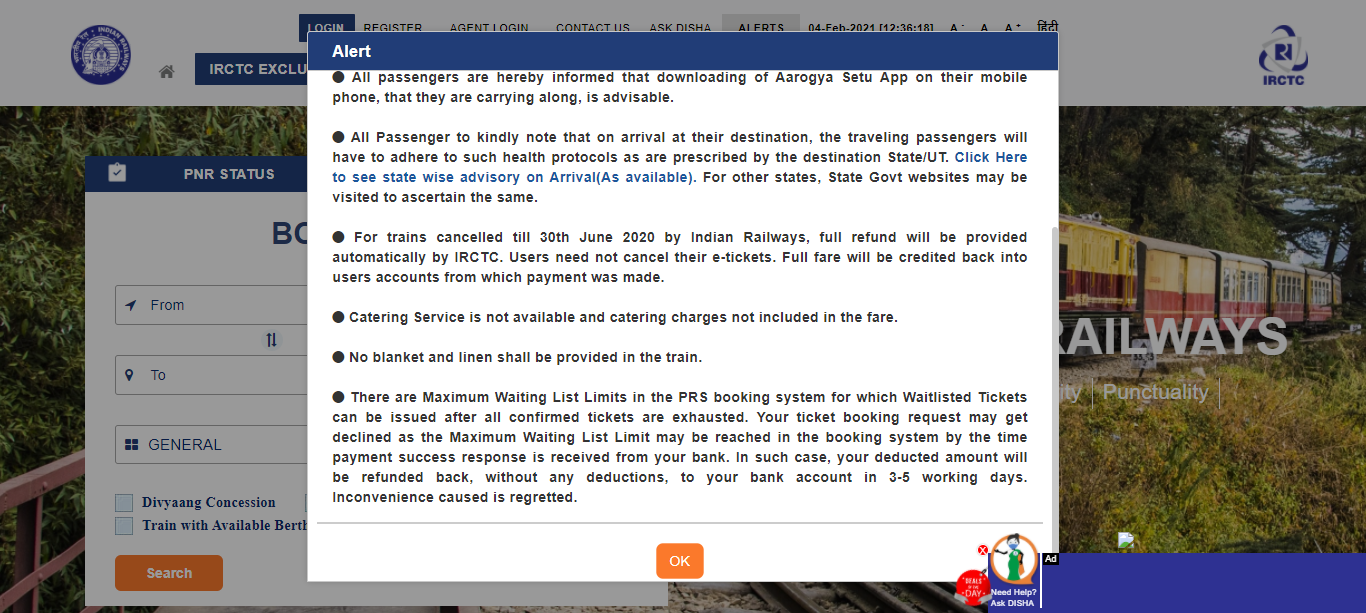 LOGIN REGISTER AGENT LOGIN CONTACT US ASK DISHA ALERTS 04-Feb-2021 [12:36:18] A - A A + हिंदी
INDIAN RAILWAYS
IRCTC EXCLU
IRCTC
Alert
● All passengers are hereby informed that downloading of Aarogya Setu App on their mobile
phone, that they are carrying along, is advisable.
● All Passenger to kindly note that on arrival at their destination, the traveling passengers will
have to adhere to such health protocols as are prescribed by the destination State/UT. Click Here
to see state wise advisory on Arrival(As available). For other states, State Govt websites may be
visited to ascertain the same.
● For trains cancelled till 30th June 2020 by Indian Railways, full refund will be provided
automatically by IRCTC. Users need not cancel their e-tickets. Full fare will be credited back into
users accounts from which payment was made.
● Catering Service is not available and catering charges not included in the fare.
● No blanket and linen shall be provided in the train.
● There are Maximum Waiting List Limits in the PRS booking system for which Waitlisted Tickets
can be issued after all confirmed tickets are exhausted. Your ticket booking request may get
declined as the Maximum Waiting List Limit may be reached in the booking system by the time
payment success response is received from your bank. In such case, your deducted amount will
be refunded back, without any deductions, to your bank account in 3-5 working days.
Inconvenience caused is regretted.
OK
PNR STATUS
BO
From
To
GENERAL
Divyaang Concession
Train with Available Berth
Search
RAILWAYS
ity | Punctuality |
X
DEALS
OF THE
DAY
Need Help?
Ask DISHA
Ad